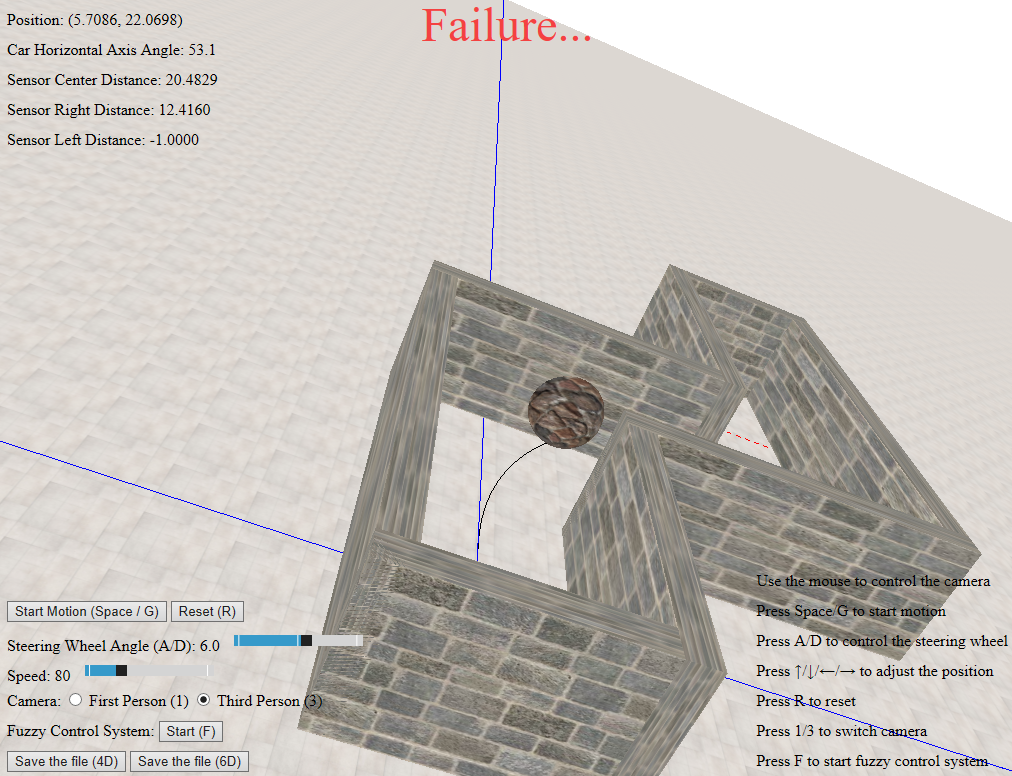 Failure...
Position: (5.7086, 22.0698)
Car Horizontal Axis Angle: 53.1
Sensor Center Distance: 20.4829
Sensor Right Distance: 12.4160
Sensor Left Distance: -1.0000
Start Motion (Space / G) Reset (R)
Steering Wheel Angle (A/D): 6.0
Speed: 80
Camera: First Person (1) Third Person (3)
Fuzzy Control System: Start (F)
Save the file (4D) Save the file (6D)
Use the mouse to control the camera
Press Space/G to start motion
Press A/D to control the steering wheel
Press ↑/↓/←/→ to adjust the position
Press R to reset
Press 1/3 to switch camera
Press F to start fuzzy control system